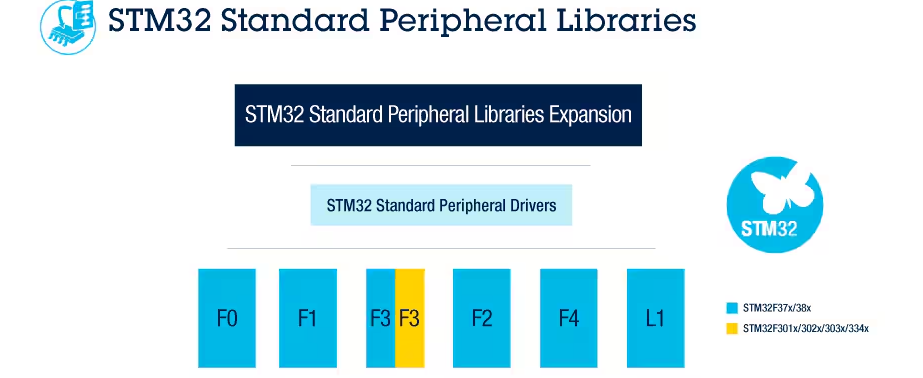 STM32 Standard Peripheral Libraries
STM32 Standard Peripheral Libraries Expansion
STM32 Standard Peripheral Drivers
STM32
F0 F1 F3 F3 F2 F4 L1
STM32F37x/38x
STM32F301x/302x/303x/334x